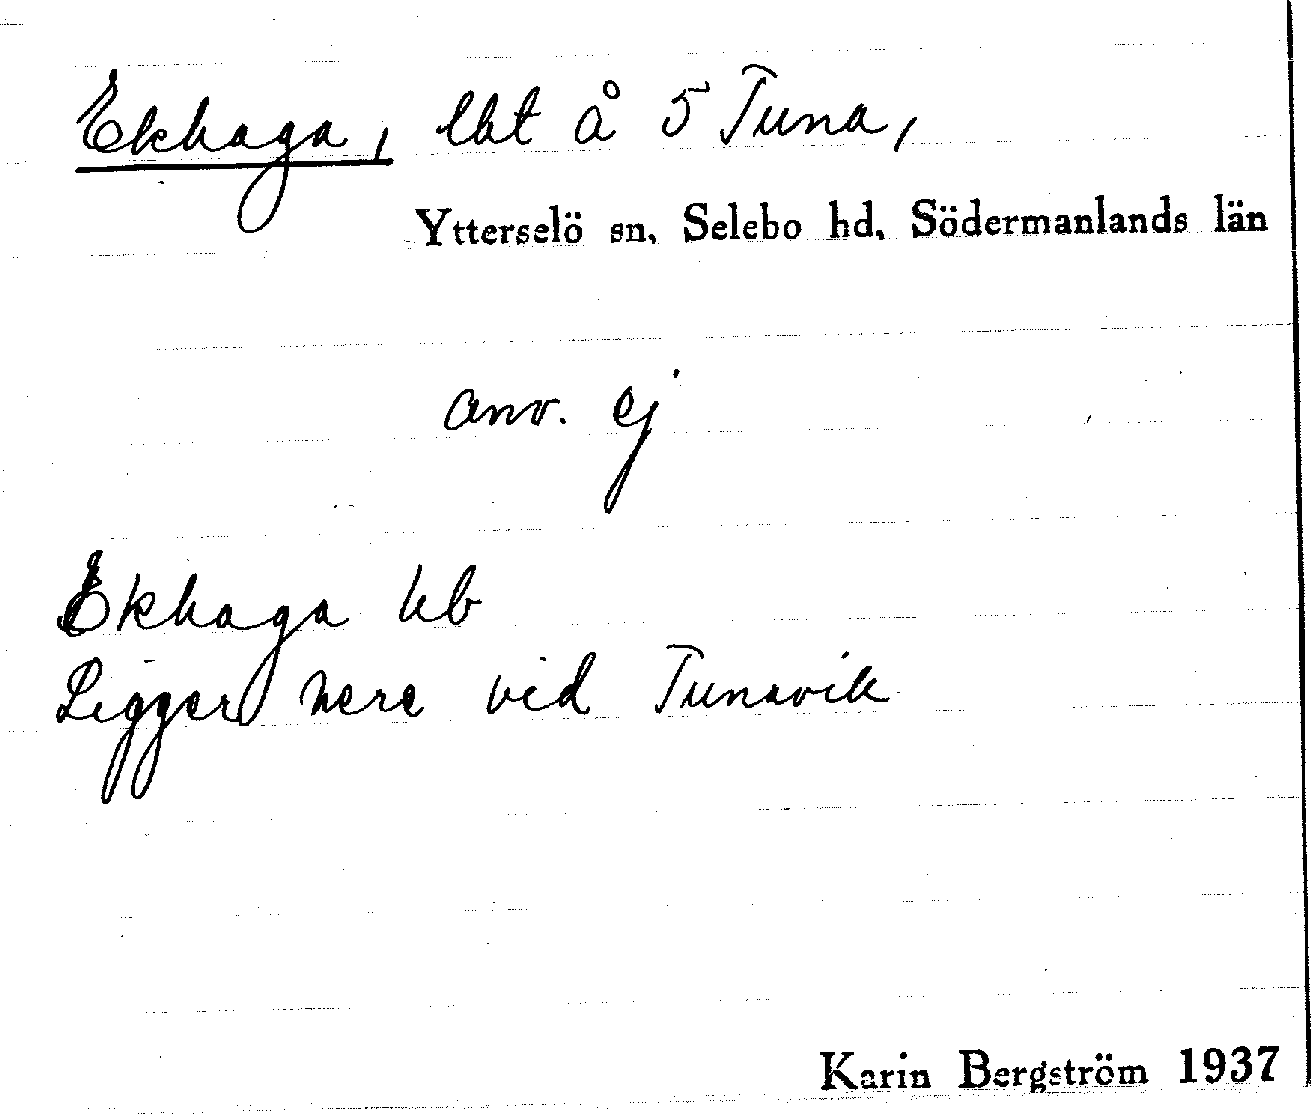 Ekhaga, lht å 5 Tuna,
Ytterselö sn, Selebo hd, Södermanlands län
anv. ej
Ekhaga hb
Ligger nere vid Tunavik
Karin Bergström 1937